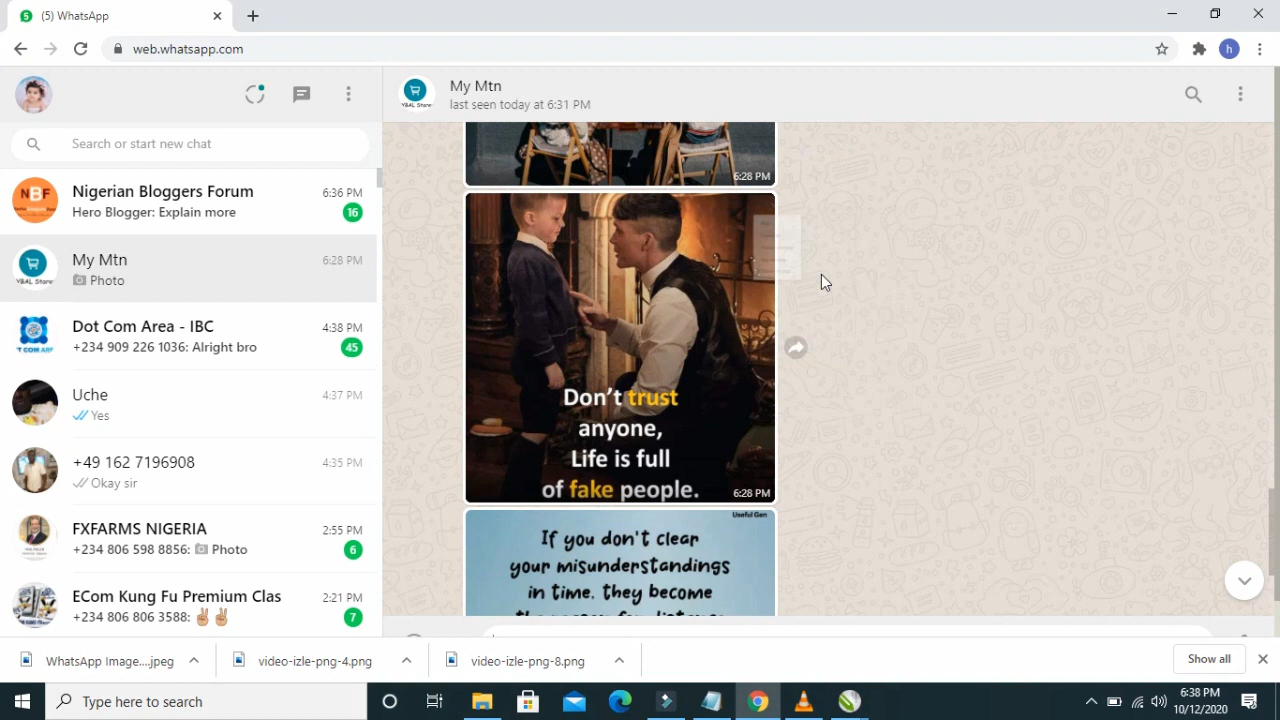 (5) WhatsApp
web.whatsapp.com
h
My Mtn
last seen today at 6:31 PM
Search or start new chat
6:28 PM
NBF
Nigerian Bloggers Forum
6:36 PM
Hero Blogger: Explain more
16
My Mtn
6:28 PM
Photo
Dot Com Area - IBC
4:38 PM
+234 909 226 1036: Alright bro
45
Uche
4:37 PM
Yes
+49 162 7196908
4:35 PM
Okay sir
FXFARMS NIGERIA
2:55 PM
+234 806 598 8856: Photo
6
ECom Kung Fu Premium Clas
2:21 PM
+234 806 806 3588: ✌🏽✌🏽
7
Don't trust
anyone,
Life is full
of fake people.
6:28 PM
Useful Gen
If you don't clear
your misunderstandings
in time. they become
WhatsApp Image....jpeg
video-izle-png-4.png
video-izle-png-8.png
Show all
Type here to search
6:38 PM
10/12/2020